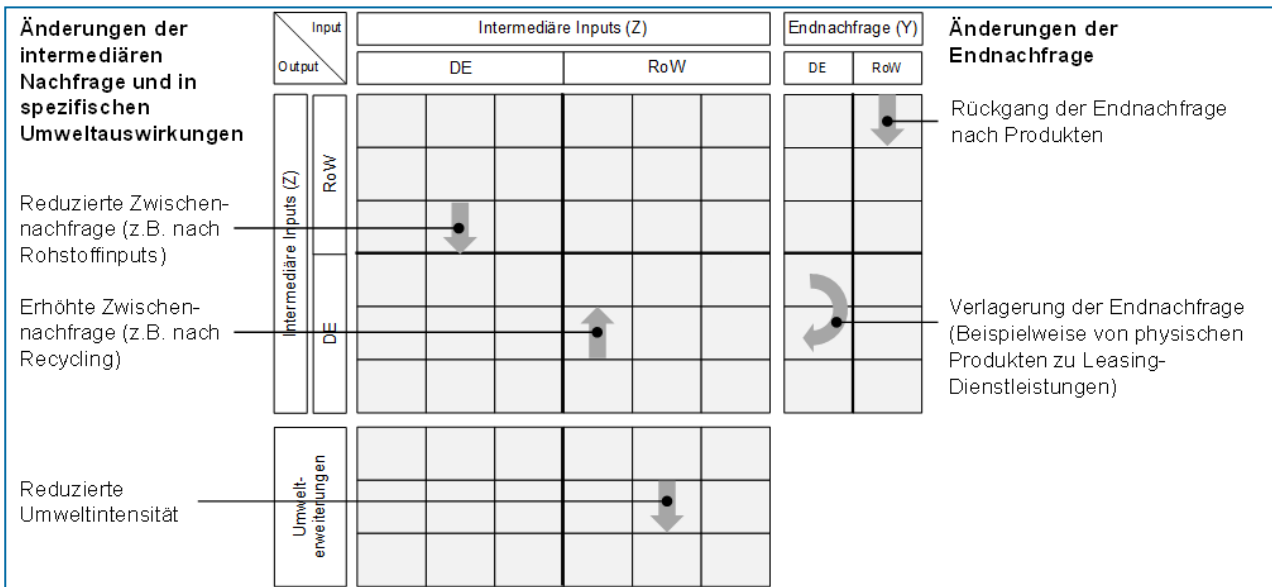 Änderungen der
intermediären
Nachfrage und in
spezifischen
Umweltauswirkungen
Input
Output
Intermediäre Inputs (Z)
DE
RoW
Endnachfrage (Y)
DE
RoW
Änderungen der
Endnachfrage
Rückgang der Endnachfrage
nach Produkten
Intermediäre Inputs (Z)
RoW
DE
Reduzierte Zwischen-
nachfrage (z.B. nach
Rohstoffinputs)
Erhöhte Zwischen-
nachfrage (z.B. nach
Recycling)
Verlagerung der Endnachfrage
(Beispielweise von physischen
Produkten zu Leasing-
Dienstleistungen)
Umwelt-
erweiterungen
Reduzierte
Umweltintensität